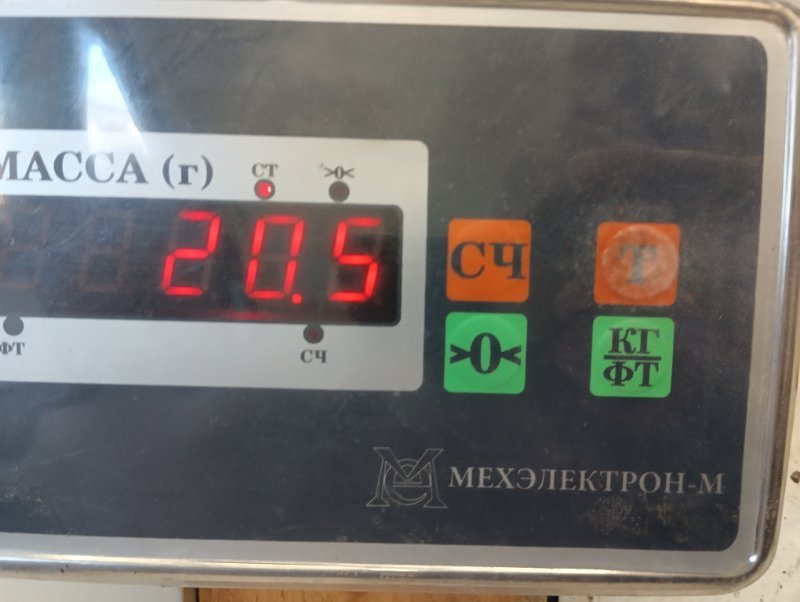 МАССА (г)
СТ >0<
20.5
ФТ СЧ
СЧ Т
>0< КГ
ФТ
МЕХЭЛЕКТРОН-М